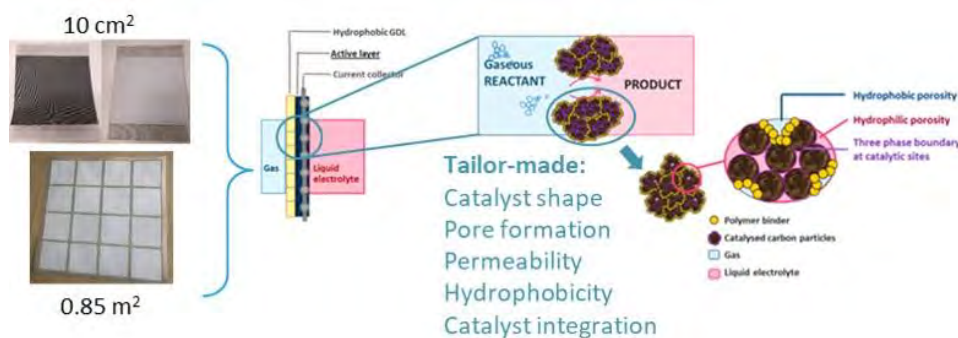 10 cm²
0.85 m²
Hydrophobic GDL
Active layer
Current collector
Gas
Liquid
electrolyte
Gaseous
REACTANT
PRODUCT
Tailor-made:
Catalyst shape
Pore formation
Permeability
Hydrophobicity
Catalyst integration
Hydrophobic porosity
Hydrophilic porosity
Three phase boundary
at catalytic sites
Polymer binder
Catalysed carbon particles
Gas
Liquid electrolyte